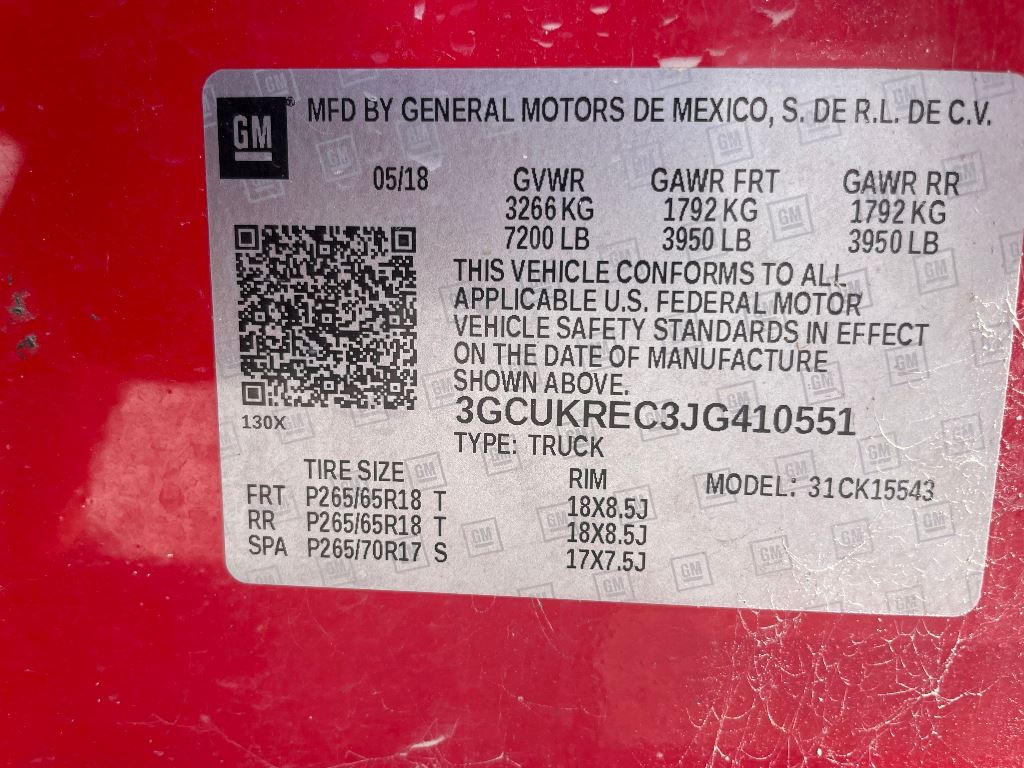 GM® MFD BY GENERAL MOTORS DE MEXICO, S. DE R.L. DE C.V.
05/18 GVWR GAWR FRT GAWR RR
3266 KG 1792 KG 1792 KG
7200 LB 3950 LB 3950 LB
THIS VEHICLE CONFORMS TO ALL
APPLICABLE U.S. FEDERAL MOTOR
VEHICLE SAFETY STANDARDS IN EFFECT
ON THE DATE OF MANUFACTURE
SHOWN ABOVE.
130X
3GCUKREC3JG410551
TYPE: TRUCK
TIRE SIZE RIM MODEL: 31CK15543
FRT P265/65R18 T 18X8.5J
RR P265/65R18 T 18X8.5J
SPA P265/70R17 S 17X7.5J